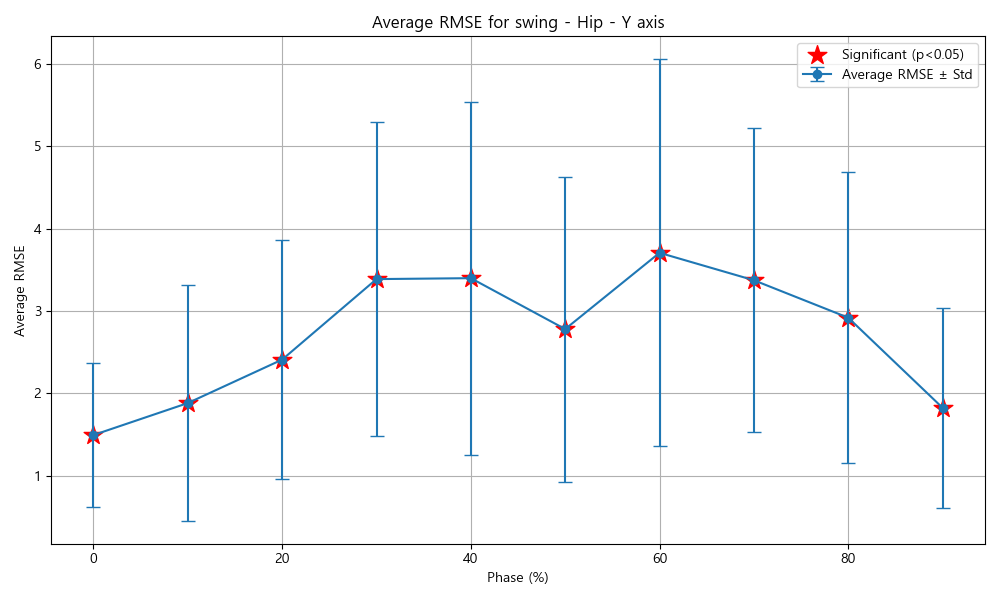 Average RMSE for swing - Hip - Y axis
Significant (p<0.05)
Average RMSE ± Std
Average RMSE
6
5
4
3
2
1
0
20
40
60
80
Phase (%)